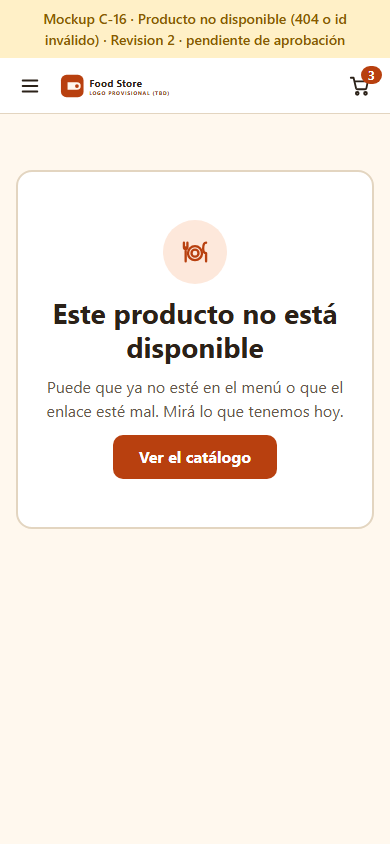 Mockup C-16 · Producto no disponible (404 o id
inválido) · Revision 2 · pendiente de aprobación
Food Store
LOGO PROVISIONAL (TBD)
3
Este producto no está
disponible
Puede que ya no esté en el menú o que el
enlace esté mal. Mirá lo que tenemos hoy.
Ver el catálogo